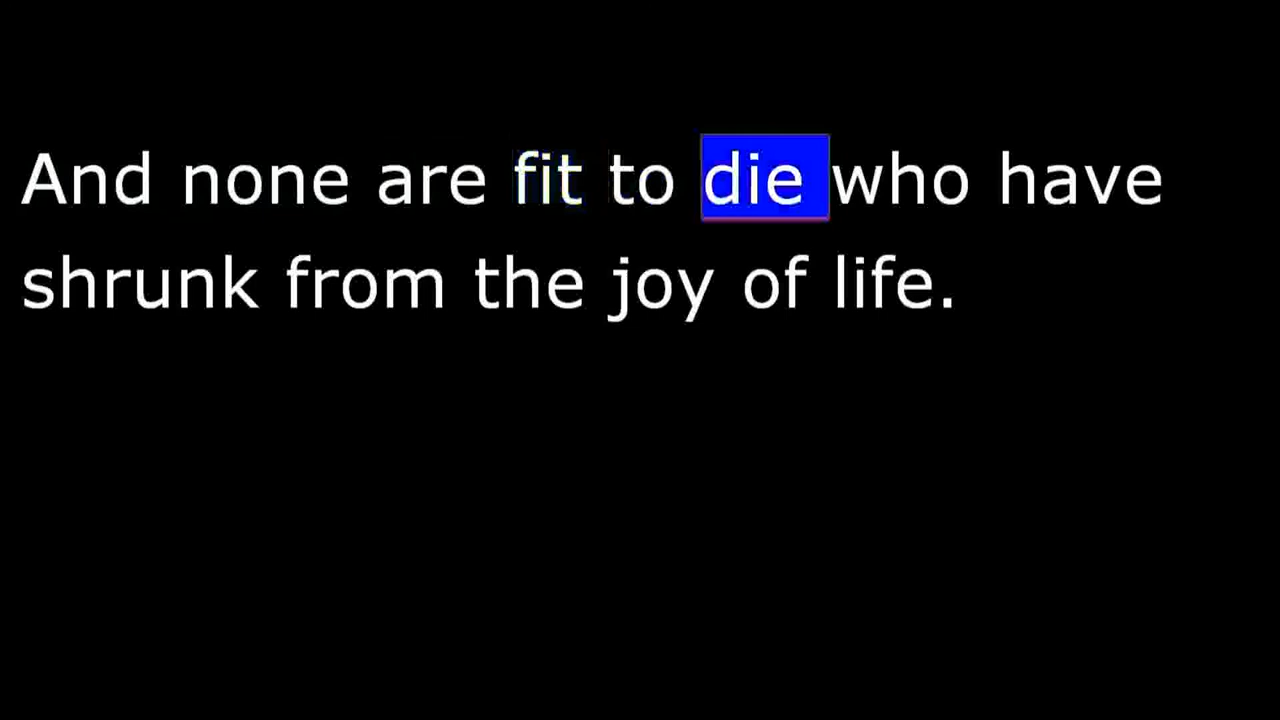 And none are fit to die who have
shrunk from the joy of life.